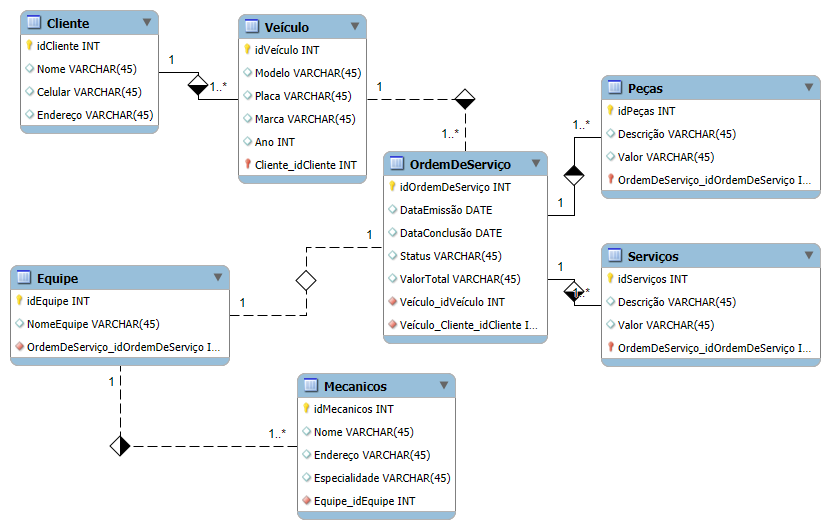 Cliente
idCliente INT
Nome VARCHAR(45)
Celular VARCHAR(45)
Endereço VARCHAR(45)
1
1..*
Veículo
idVeículo INT
Modelo VARCHAR(45)
Placa VARCHAR(45)
Marca VARCHAR(45)
Ano INT
Cliente_idCliente INT
1
1..*
OrdemDeServiço
idOrdemDeServiço INT
DataEmissão DATE
DataConclusão DATE
Status VARCHAR(45)
ValorTotal VARCHAR(45)
Veículo_idVeículo INT
Veículo_Cliente_idCliente I...
1..*
1
Peças
idPeças INT
Descrição VARCHAR(45)
Valor VARCHAR(45)
OrdemDeServiço_idOrdemDeServiço I...
1
1..*
Serviços
idServiços INT
Descrição VARCHAR(45)
Valor VARCHAR(45)
OrdemDeServiço_idOrdemDeServiço I...
1
1
Equipe
idEquipe INT
NomeEquipe VARCHAR(45)
OrdemDeServiço_idOrdemDeServiço I...
1
1..*
Mecanicos
idMecanicos INT
Nome VARCHAR(45)
Endereço VARCHAR(45)
Especialidade VARCHAR(45)
Equipe_idEquipe INT